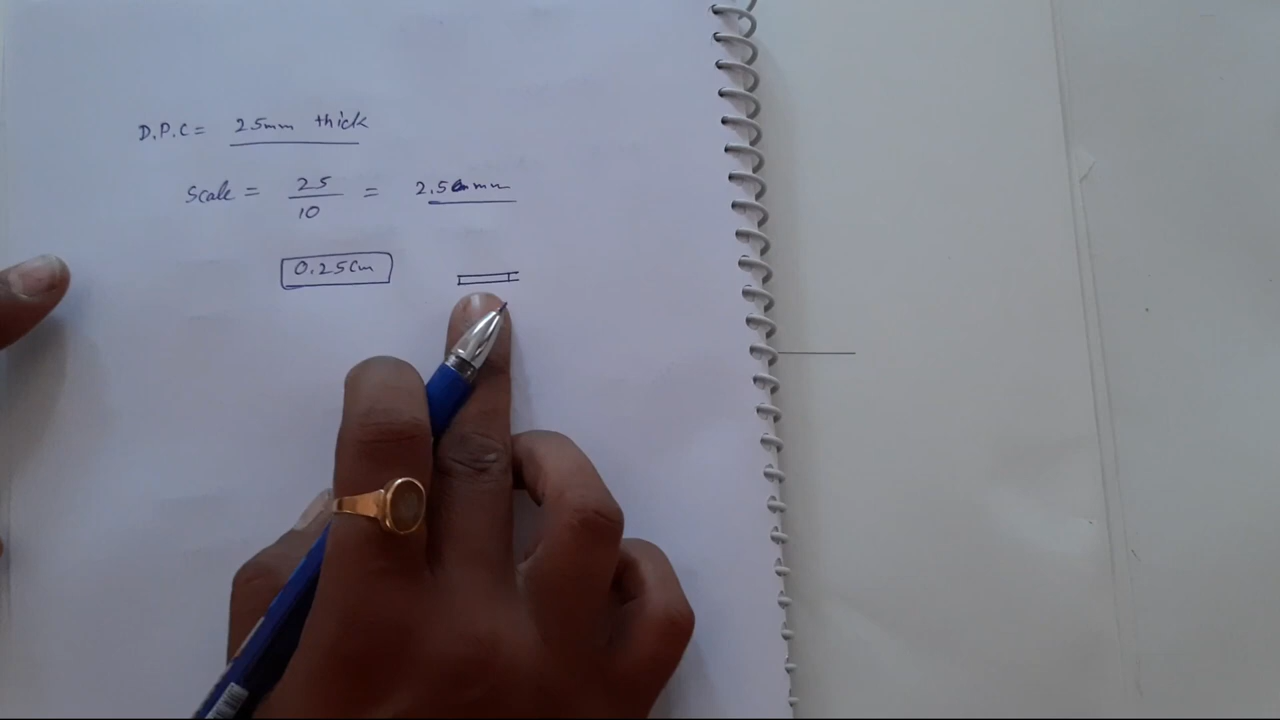 D.P.C = 25mm thick
Scale = 25/10 = 2.5mm
0.25cm